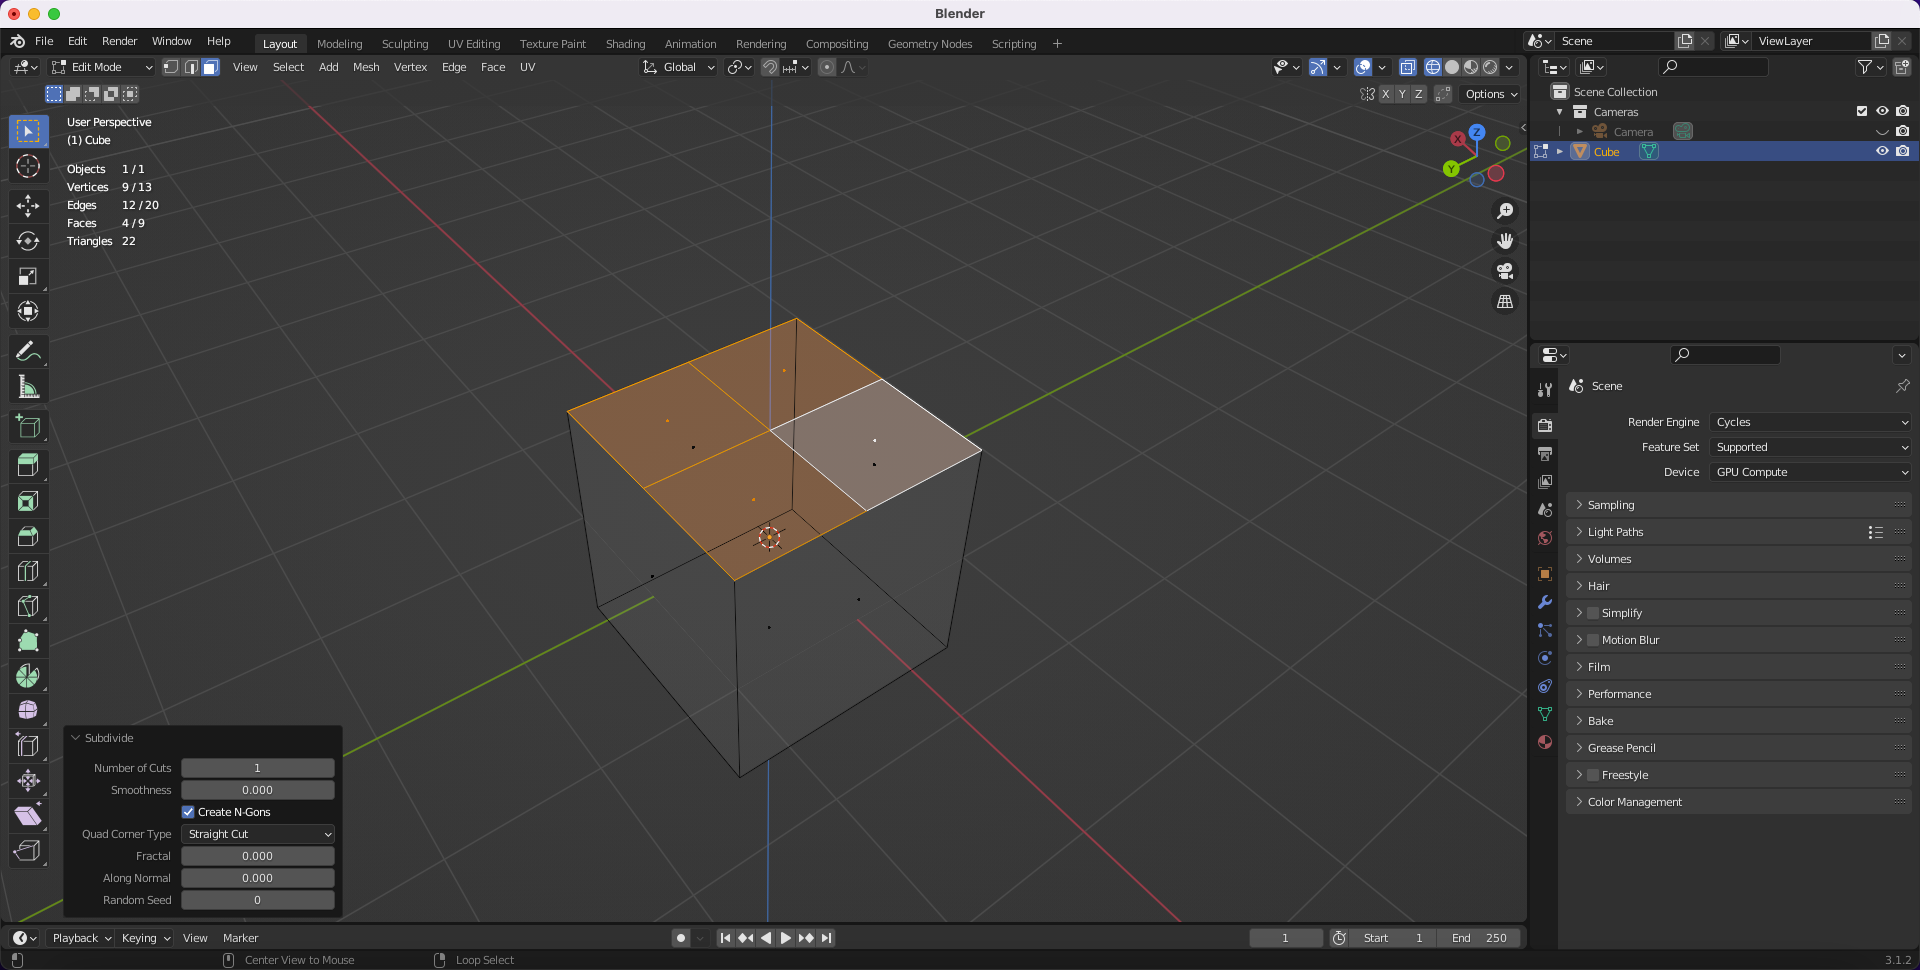 Blender
File Edit Render Window Help Layout Modeling Sculpting UV Editing Texture Paint Shading Animation Rendering Compositing Geometry Nodes Scripting + Scene ViewLayer
Edit Mode View Select Add Mesh Vertex Edge Face UV Global
X Y Z Options
User Perspective
(1) Cube
Objects 1 / 1
Vertices 9 / 13
Edges 12 / 20
Faces 4 / 9
Triangles 22
X Z
Y
Subdivide
Number of Cuts 1
Smoothness 0.000
Create N-Gons
Quad Corner Type Straight Cut
Fractal 0.000
Along Normal 0.000
Random Seed 0
Scene Collection
Cameras
Camera
Cube
Scene
Render Engine Cycles
Feature Set Supported
Device GPU Compute
Sampling
Light Paths
Volumes
Hair
Simplify
Motion Blur
Film
Performance
Bake
Grease Pencil
Freestyle
Color Management
Playback Keying View Marker 1 Start 1 End 250
Center View to Mouse Loop Select 3.1.2